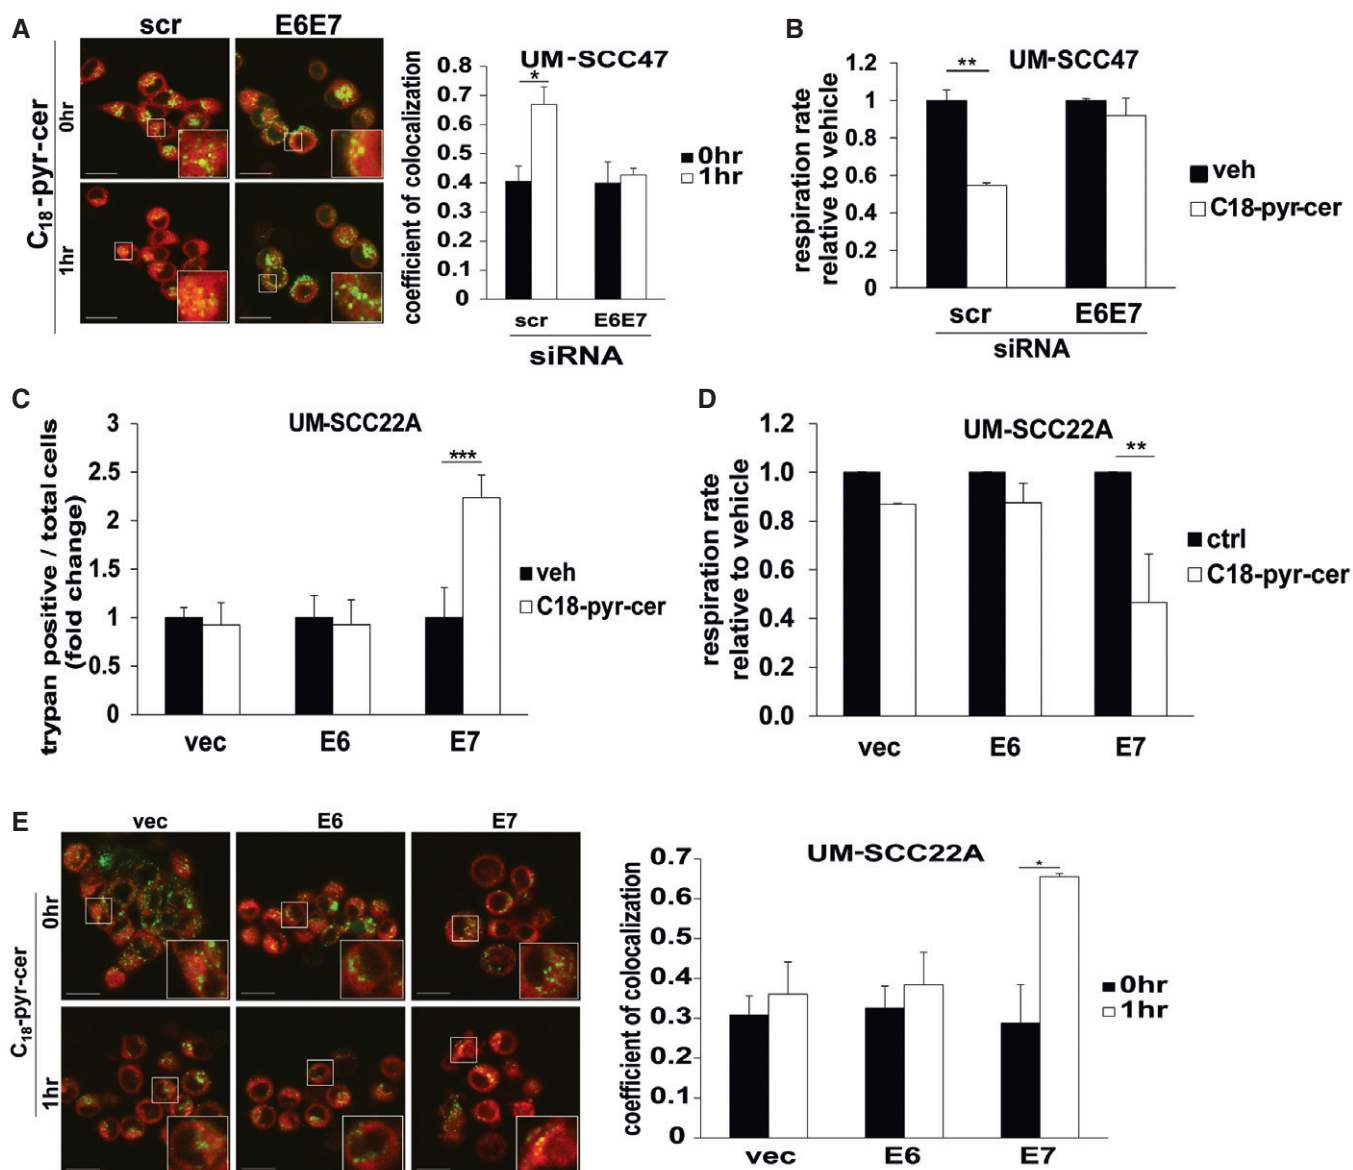 A
scr
E6E7
C18-pyr-cer
0hr
1hr
coefficient of colocalization
UM-SCC47
0.8
0.7
0.6
0.5
0.4
0.3
0.2
0.1
0
*
0hr
1hr
scr
E6E7
siRNA
B
respiration rate
relative to vehicle
UM-SCC47
1.2
1
0.8
0.6
0.4
0.2
0
**
veh
C18-pyr-cer
scr
E6E7
siRNA
C
trypan positive / total cells
(fold change)
UM-SCC22A
3
2.5
2
1.5
1
0.5
0
***
veh
C18-pyr-cer
vec
E6
E7
D
respiration rate
relative to vehicle
UM-SCC22A
1.2
1.0
0.8
0.6
0.4
0.2
0.0
**
ctrl
C18-pyr-cer
vec
E6
E7
E
vec
E6
E7
C18-pyr-cer
0hr
1hr
coefficient of colocalization
UM-SCC22A
0.7
0.6
0.5
0.4
0.3
0.2
0.1
0
*
0hr
1hr
vec
E6
E7